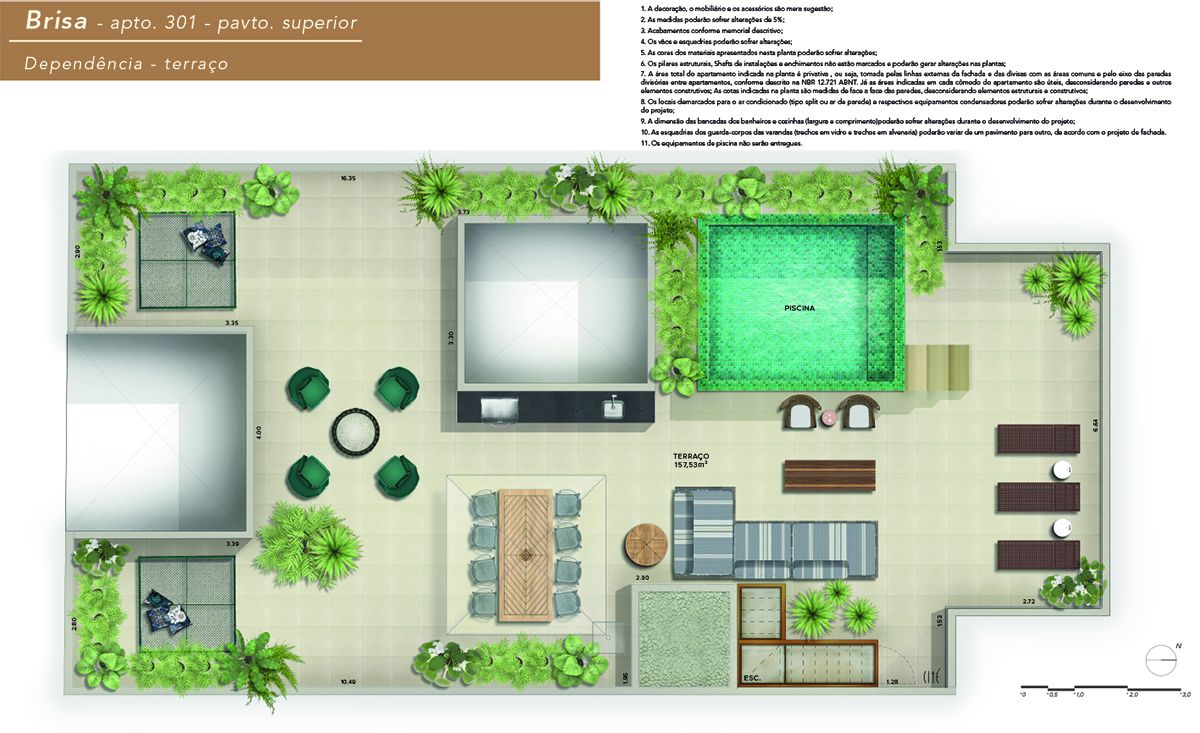 Brisa - apto. 301 - pavto. superior
Dependência - terraço
1. A decoração, o mobiliário e os acessórios são mera sugestão;
2. As medidas poderão sofrer alterações de 5%;
3. Acabamentos conforme memorial descritivo;
4. Os vãos e esquadrias poderão sofrer alterações;
5. As cores dos materiais apresentados nesta planta poderão sofrer alterações;
6. Os pilares estruturais, Shafts de instalações e enchimentos não estão marcados e poderão gerar alterações nas plantas;
7. A área total do apartamento indicada na planta é privativa, ou seja, tomada pelas linhas externas da fachada e das divisas com as áreas comuns e pelo eixo das paredes
divisórias entre apartamentos, conforme descrito na NBR 12.721 ABNT. Já as áreas indicadas em cada cômodo do apartamento são úteis, desconsiderando paredes e outros
elementos construtivos; As cotas indicadas na planta são medidas de face a face das paredes, desconsiderando elementos estruturais e construtivos;
8. Os locais demarcados para o ar condicionado (tipo split ou ar de parede) e respectivos equipamentos condensadores poderão sofrer alterações durante o desenvolvimento
do projeto;
9. A dimensão das bancadas dos banheiros e cozinhas (largura e comprimento)poderão sofrer alterações durante o desenvolvimento do projeto;
10. As esquadrias dos guarda-corpos das varandas (trechos em vidro e trechos em alvenaria) poderão variar de um pavimento para outro, de acordo com o projeto de fachada.
11. Os equipamentos de piscina não serão entregues.
16.35
3.73
2.90
1.53
PISCINA
3.35
3.30
4.00
6.64
TERRAÇO
157,53m²
3.39
2.90
2.72
2.80
1.53
1.95
ESC.
1.28
CITÉ
10.49
N
0
0,5
1,0
2,0
3,0